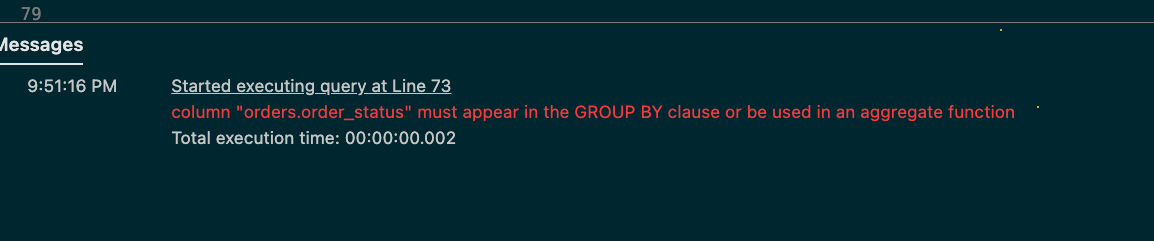 79
Messages
9:51:16 PM Started executing query at Line 73
column "orders.order_status" must appear in the GROUP BY clause or be used in an aggregate function
Total execution time: 00:00:00.002